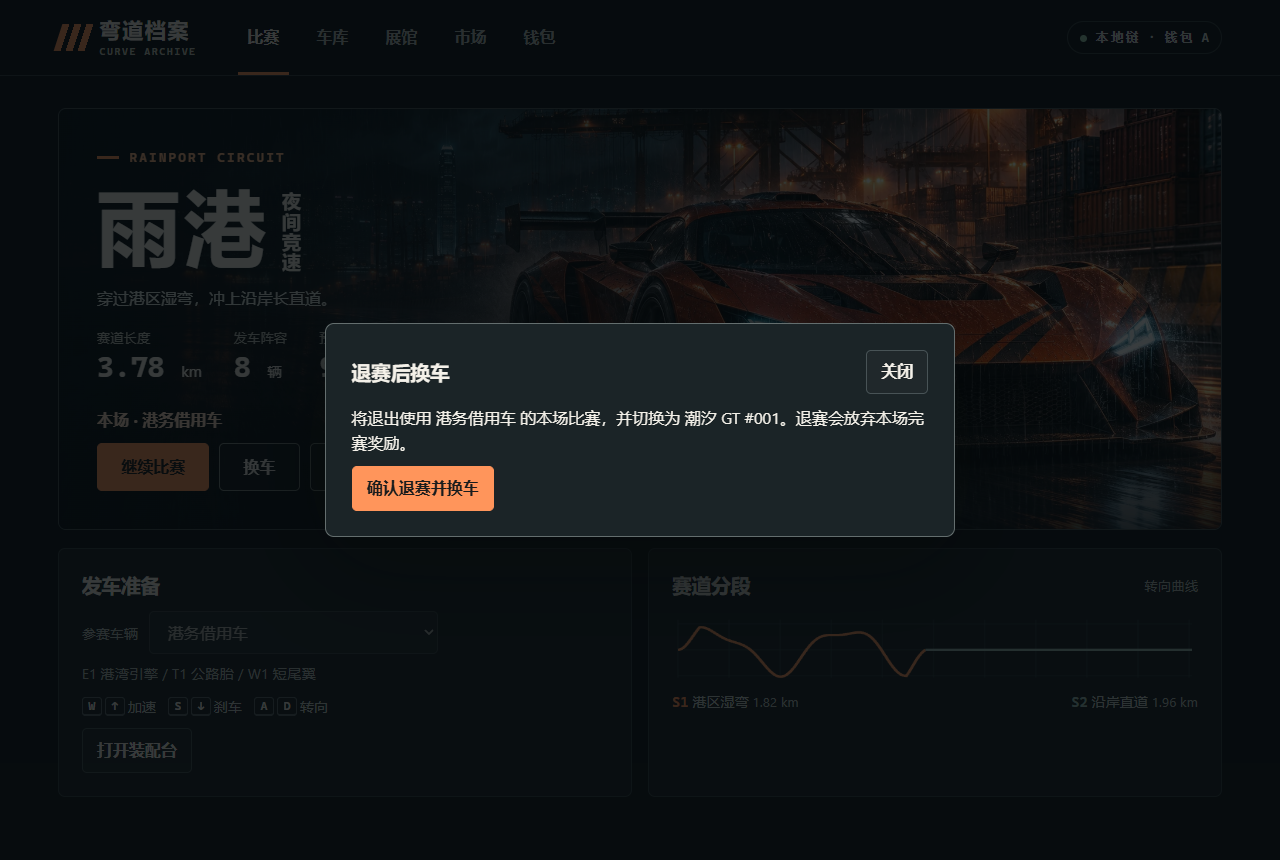 弯道档案
CURVE ARCHIVE
比赛 车库 展馆 市场 钱包
本地链 · 钱包 A
RAINPORT CIRCUIT
雨港
夜间竞速
穿过港区湿弯，冲上沿岸长直道。
赛道长度 发车阵容
3.78 km 8 辆
本场 · 港务借用车
继续比赛 换车
退赛后换车
关闭
将退出使用 港务借用车 的本场比赛，并切换为 潮汐 GT #001。退赛会放弃本场完
赛奖励。
确认退赛并换车
发车准备
参赛车辆 港务借用车
E1 港湾引擎 / T1 公路胎 / W1 短尾翼
W ↑ 加速 S ↓ 刹车 A D 转向
打开装配台
赛道分段
转向曲线
S1 港区湿弯 1.82 km
S2 沿岸直道 1.96 km